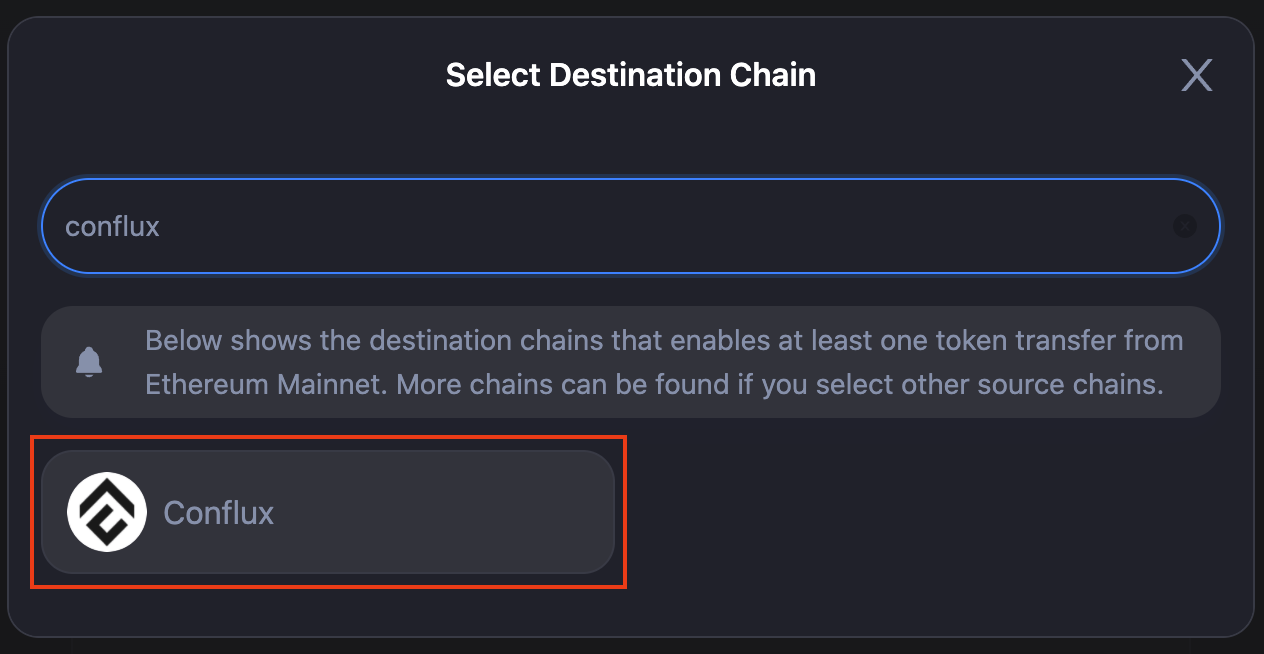 Select Destination Chain
conflux
Below shows the destination chains that enables at least one token transfer from
Ethereum Mainnet. More chains can be found if you select other source chains.
Conflux